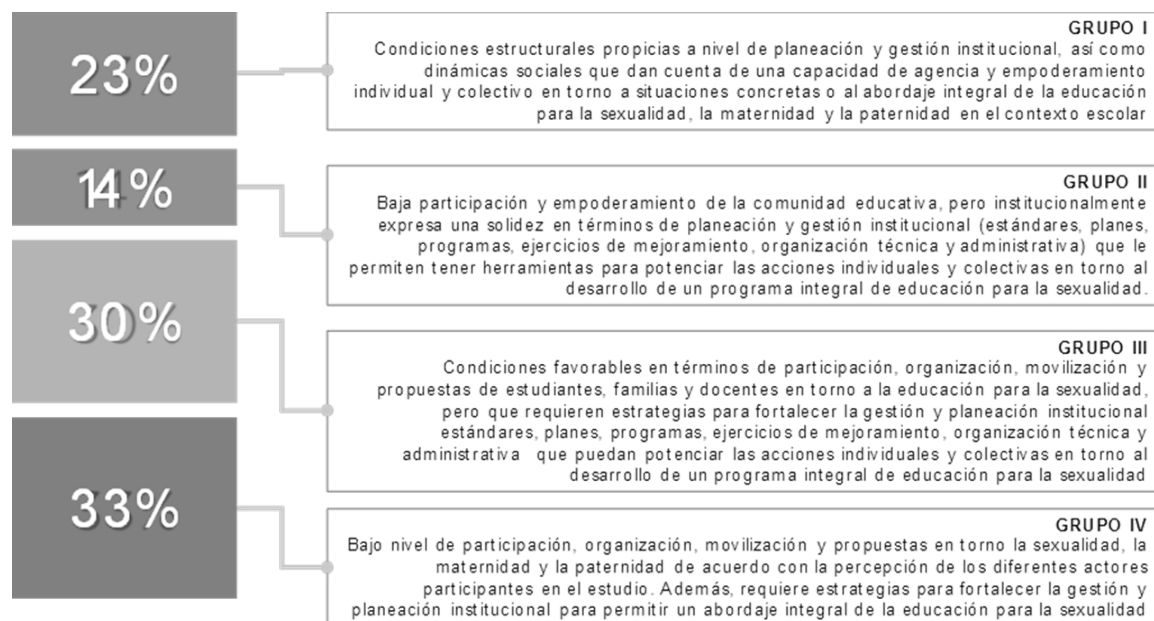 23%
GRUPO I
Condiciones estructurales propicias a nivel de planeación y gestión institucional, así como
dinámicas sociales que dan cuenta de una capacidad de agencia y empoderamiento
individual y colectivo en torno a situaciones concretas o al abordaje integral de la educación
para la sexualidad, la maternidad y la paternidad en el contexto escolar
14%
GRUPO II
Baja participación y empoderamiento de la comunidad educativa, pero institucionalmente
expresa una solidez en términos de planeación y gestión institucional (estándares, planes,
programas, ejercicios de mejoramiento, organización técnica y administrativa) que le
permiten tener herramientas para potenciar las acciones individuales y colectivas en torno al
desarrollo de un programa integral de educación para la sexualidad.
30%
GRUPO III
Condiciones favorables en términos de participación, organización, movilización y
propuestas de estudiantes, familias y docentes en torno a la educación para la sexualidad,
pero que requieren estrategias para fortalecer la gestión y planeación institucional
estándares, planes, programas, ejercicios de mejoramiento, organización técnica y
administrativa que puedan potenciar las acciones individuales y colectivas en torno al
desarrollo de un programa integral de educación para la sexualidad
33%
GRUPO IV
Bajo nivel de participación, organización, movilización y propuestas en torno la sexualidad, la
maternidad y la paternidad de acuerdo con la percepción de los diferentes actores
participantes en el estudio. Además, requiere estrategias para fortalecer la gestión y
planeación institucional para permitir un abordaje integral de la educación para la sexualidad